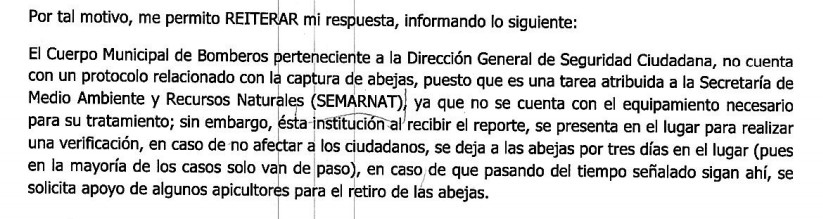 Por tal motivo, me permito REITERAR mi respuesta, informando lo siguiente:
El Cuerpo Municipal de Bomberos perteneciente a la Dirección General de Seguridad Ciudadana, no cuenta
con un protocolo relacionado con la captura de abejas, puesto que es una tarea atribuida a la Secretaría de
Medio Ambiente y Recursos Naturales (SEMARNAT), ya que no se cuenta con el equipamiento necesario
para su tratamiento; sin embargo, ésta institución al recibir el reporte, se presenta en el lugar para realizar
una verificación, en caso de no afectar a los ciudadanos, se deja a las abejas por tres días en el lugar (pues
en la mayoría de los casos solo van de paso), en caso de que pasando del tiempo señalado sigan ahí, se
solicita apoyo de algunos apicultores para el retiro de las abejas.